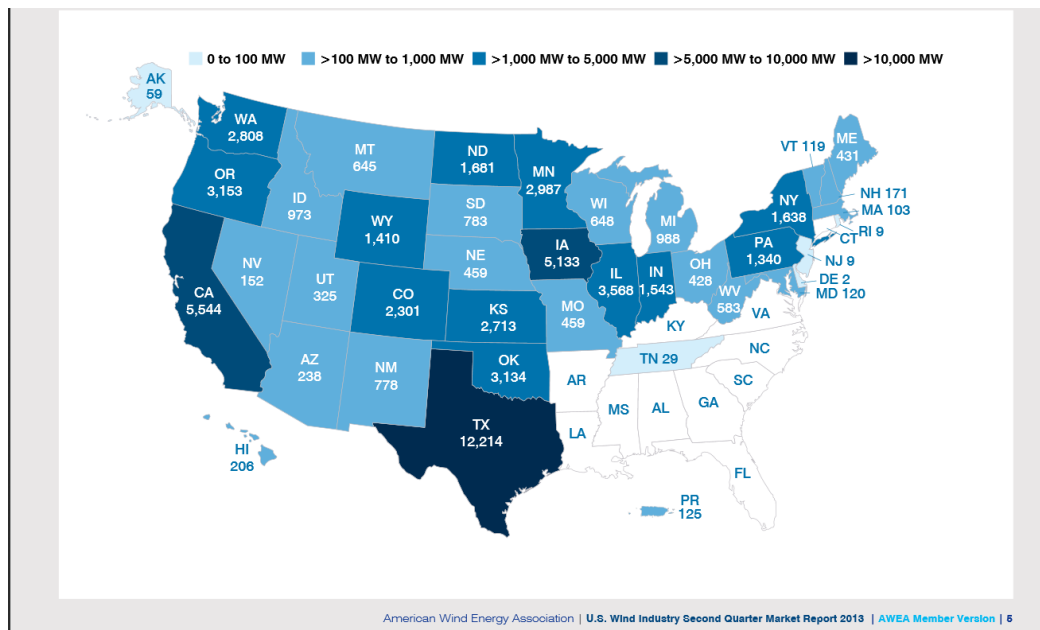 0 to 100 MW >100 MW to 1,000 MW >1,000 MW to 5,000 MW >5,000 MW to 10,000 MW >10,000 MW
AK
59
WA
2,808
MT
645
ND
1,681
MN
2,987
VT 119
ME
431
OR
3,153
ID
973
SD
783
WI
648
MI
988
NY
1,638
NH 171
MA 103
RI 9
CT
WY
1,410
IA
5,133
PA
1,340
NJ 9
DE 2
MD 120
NV
152
UT
325
NE
459
IL
3,568
IN
1,543
OH
428
WV
583
VA
CA
5,544
CO
2,301
KS
2,713
MO
459
KY
NC
TN 29
AZ
238
NM
778
OK
3,134
AR
SC
MS
AL
GA
TX
12,214
LA
HI
206
FL
PR
125
American Wind Energy Association | U.S. Wind Industry Second Quarter Market Report 2013 | AWEA Member Version | 5